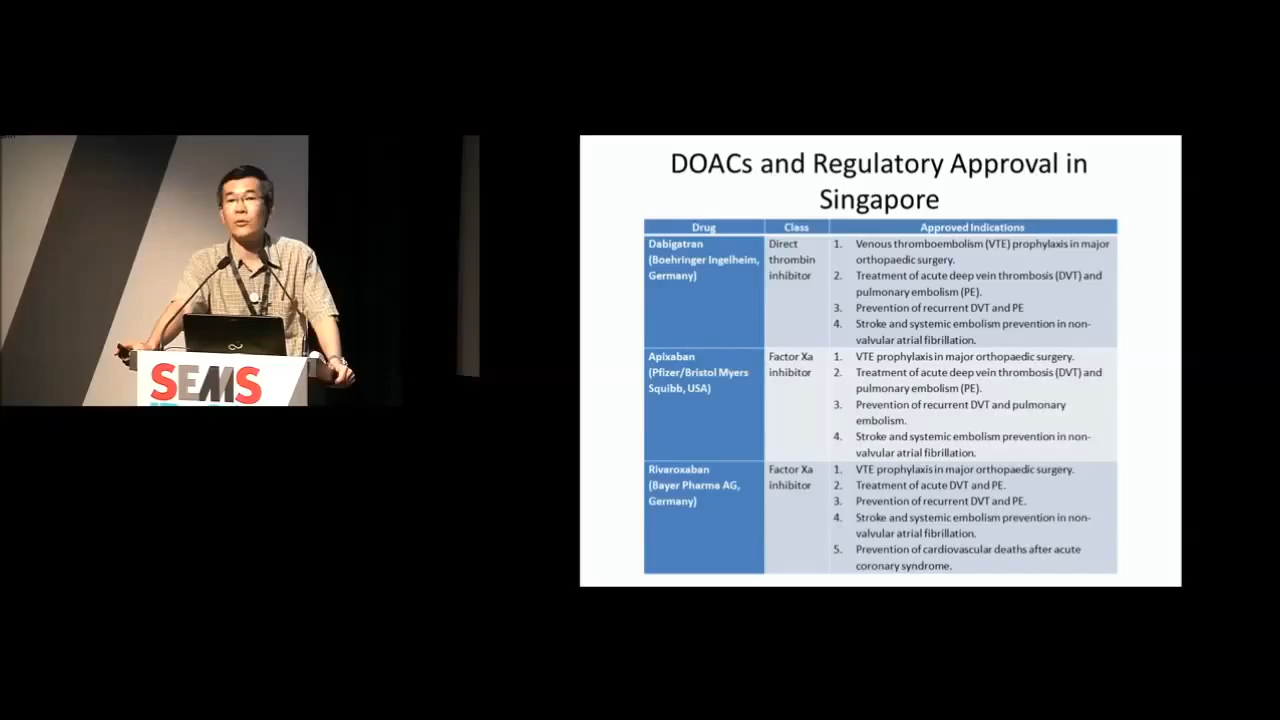 SEMS
DOACs and Regulatory Approval in
Singapore
Drug Class Approved Indications
Dabigatran
(Boehringer Ingelheim,
Germany)
Direct
thrombin
inhibitor
1. Venous thromboembolism (VTE) prophylaxis in major
orthopaedic surgery.
2. Treatment of acute deep vein thrombosis (DVT) and
pulmonary embolism (PE).
3. Prevention of recurrent DVT and PE
4. Stroke and systemic embolism prevention in non-
valvular atrial fibrillation.
Apixaban
(Pfizer/Bristol Myers
Squibb, USA)
Factor Xa
inhibitor
1. VTE prophylaxis in major orthopaedic surgery.
2. Treatment of acute deep vein thrombosis (DVT) and
pulmonary embolism (PE).
3. Prevention of recurrent DVT and pulmonary
embolism.
4. Stroke and systemic embolism prevention in non-
valvular atrial fibrillation.
Rivaroxaban
(Bayer Pharma AG,
Germany)
Factor Xa
inhibitor
1. VTE prophylaxis in major orthopaedic surgery.
2. Treatment of acute DVT and PE.
3. Prevention of recurrent DVT and PE.
4. Stroke and systemic embolism prevention in non-
valvular atrial fibrillation.
5. Prevention of cardiovascular deaths after acute
coronary syndrome.